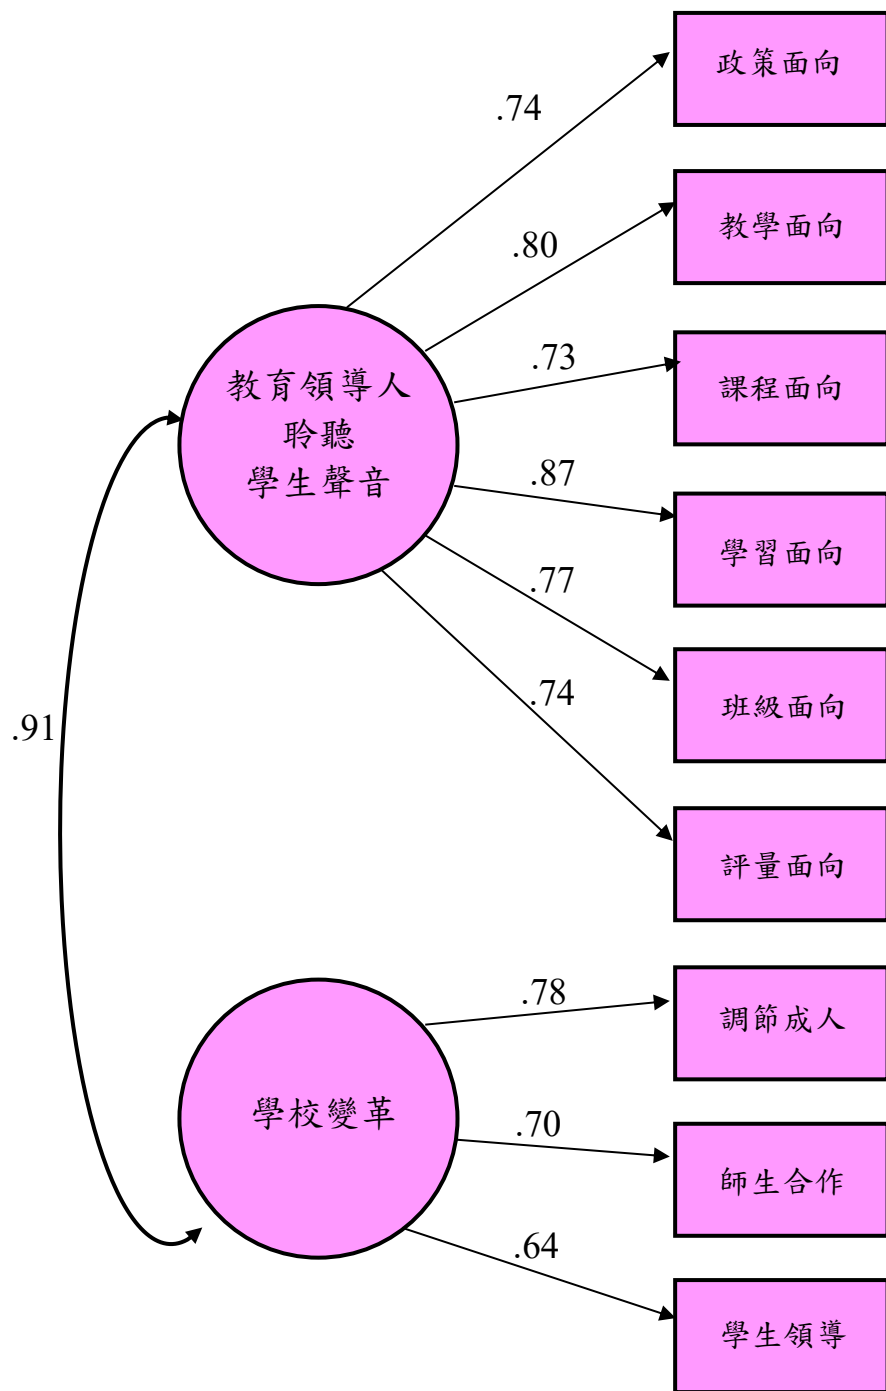 政策面向
.74
教學面向
.80
教育領導人
聆聽
學生聲音
.73
課程面向
.87
學習面向
.77
班級面向
.74
評量面向
.91
學校變革
.78
調節成人
.70
師生合作
.64
學生領導